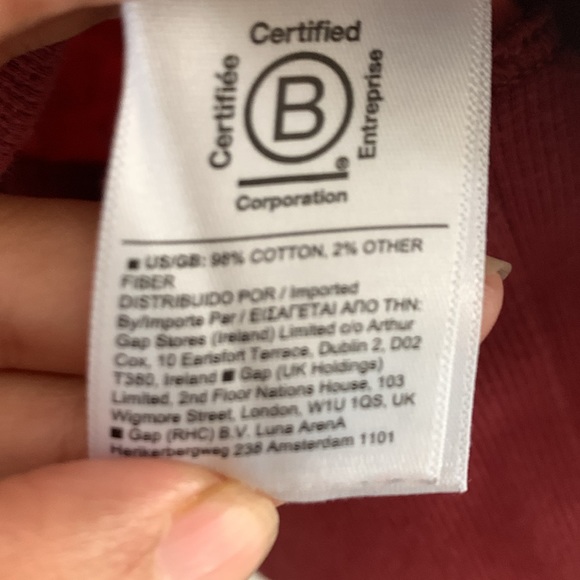 Certified
Certifiée
B
Entreprise
®
Corporation
■ US/GB: 98% COTTON, 2% OTHER
FIBER
DISTRIBUIDO POR / Imported
By/Importe Par / ΕΙΣΑΓΕΤΑΙ ΑΠΟ ΤΗΝ:
Gap Stores (Ireland) Limited c/o Arthur
Cox, 10 Earlsfort Terrace, Dublin 2, D02
T380, Ireland ■ Gap (UK Holdings)
Limited, 2nd Floor Nations House, 103
Wigmore Street, London, W1U 1QS, UK
■ Gap (RHC) B.V. Luna ArenA
Herikerbergweg 238 Amsterdam 1101